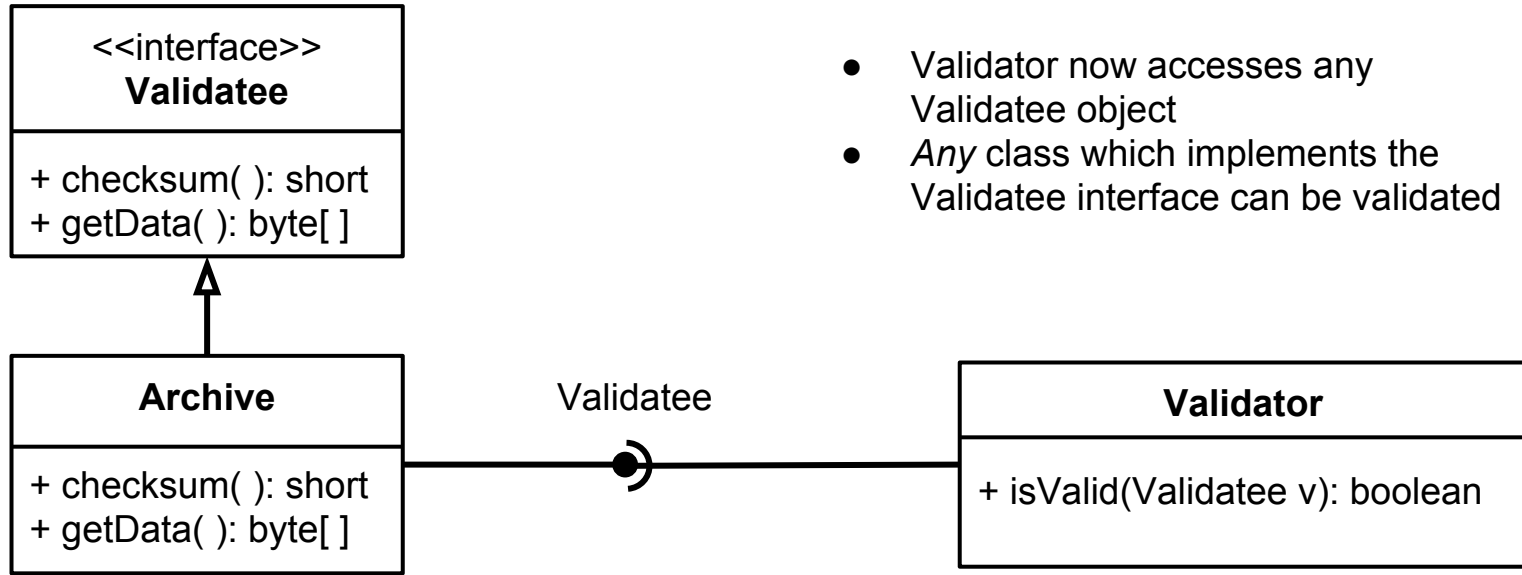 <<interface>>
Validatee
+ checksum( ): short
+ getData( ): byte[ ]
● Validator now accesses any
Validatee object
● Any class which implements the
Validatee interface can be validated
Archive
+ checksum( ): short
+ getData( ): byte[ ]
Validatee
Validator
+ isValid(Validatee v): boolean